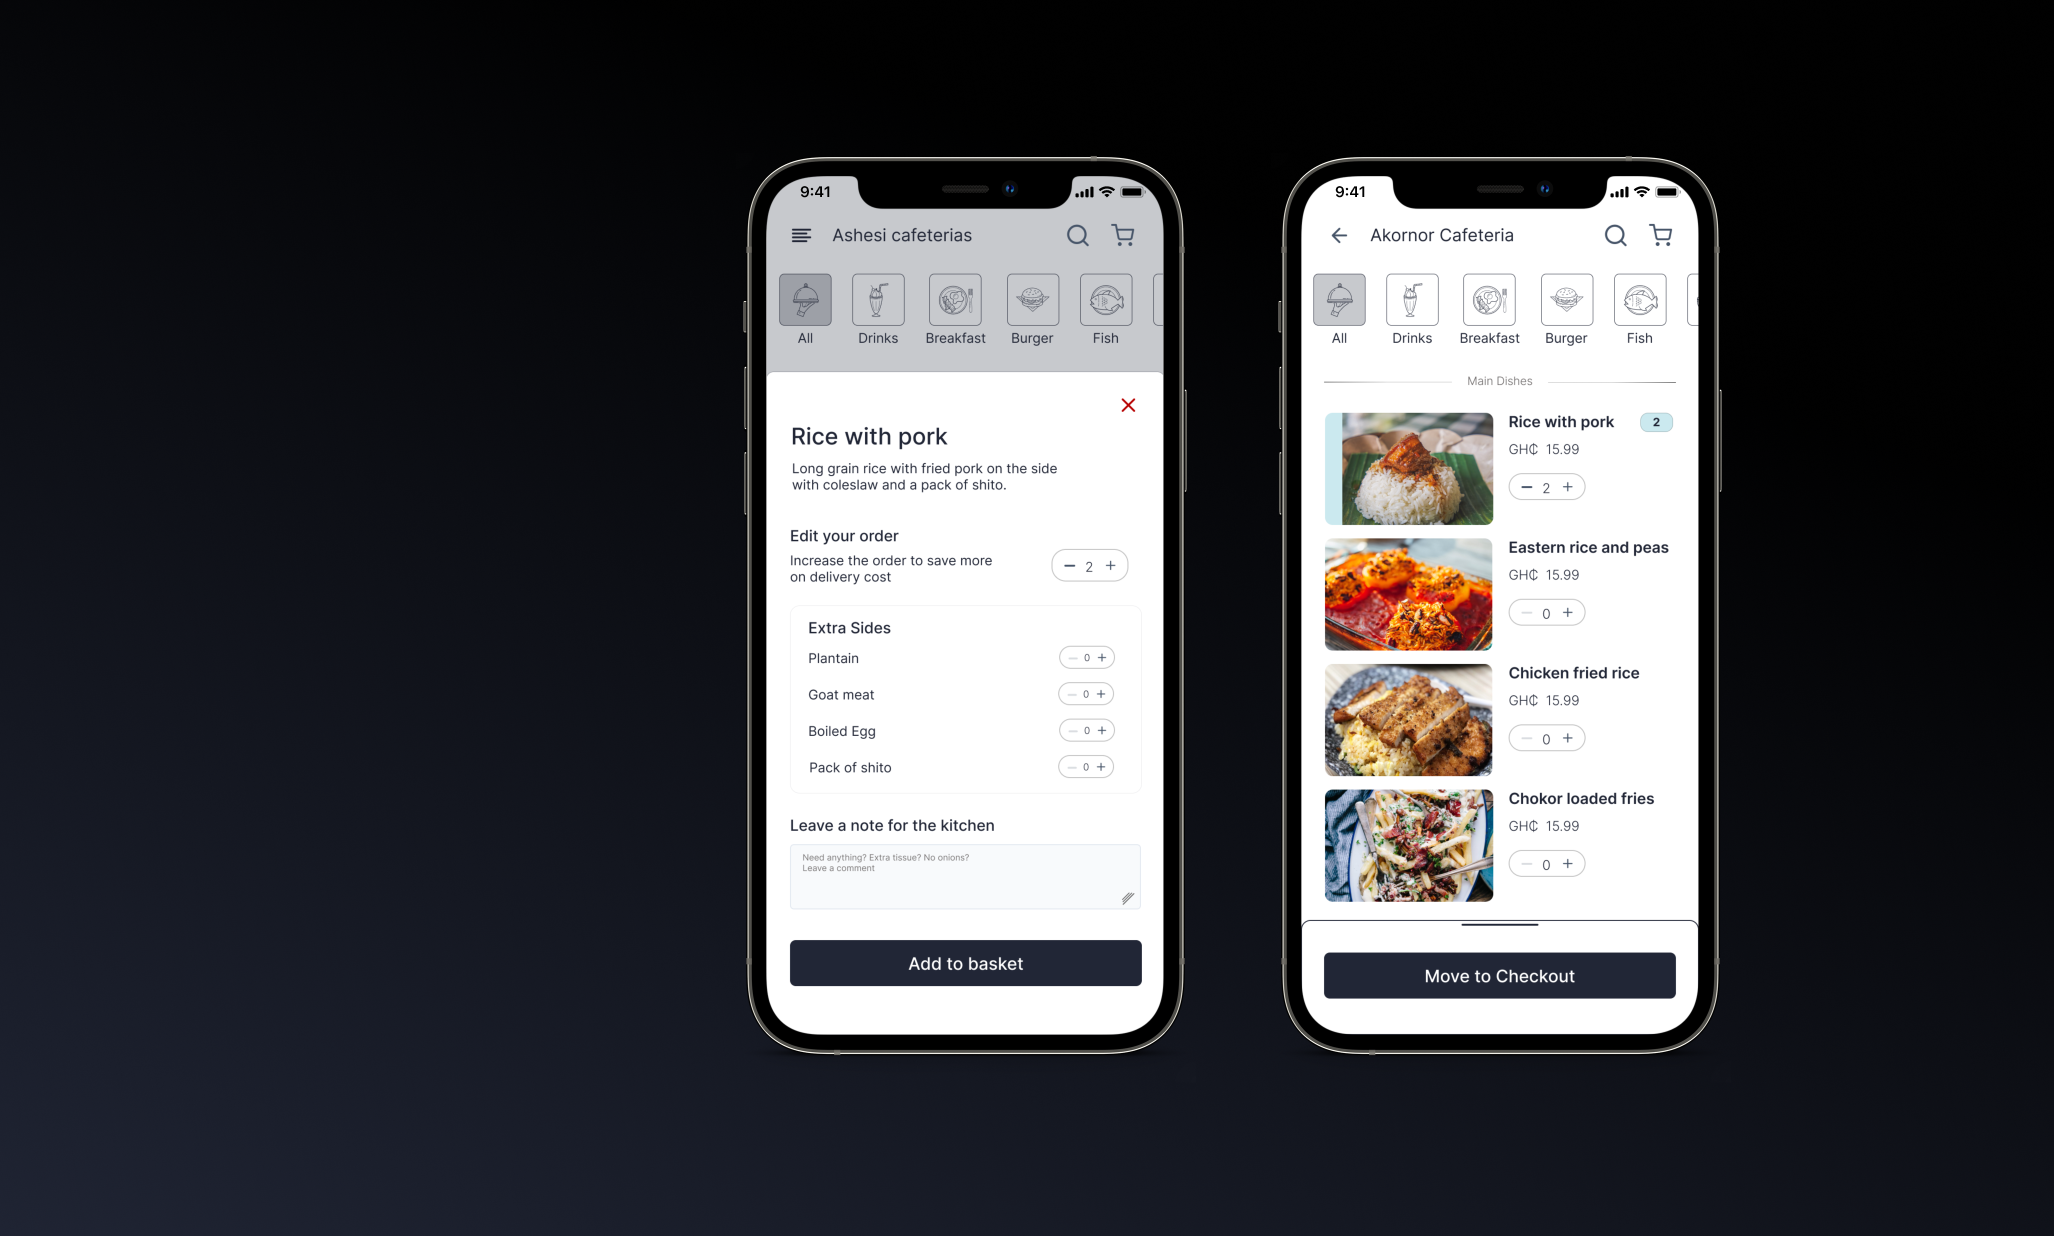 9:41
Ashesi cafeterias
All
Drinks
Breakfast
Burger
Fish
Rice with pork
Long grain rice with fried pork on the side
with coleslaw and a pack of shito.
Edit your order
Increase the order to save more
on delivery cost
2
Extra Sides
Plantain
0
Goat meat
0
Boiled Egg
0
Pack of shito
0
Leave a note for the kitchen
Need anything? Extra tissue? No onions?
Leave a comment
Add to basket
9:41
Akornor Cafeteria
All
Drinks
Breakfast
Burger
Fish
Main Dishes
Rice with pork
2
GH₵ 15.99
2
Eastern rice and peas
GH₵ 15.99
0
Chicken fried rice
GH₵ 15.99
0
Chokor loaded fries
GH₵ 15.99
0
Move to Checkout